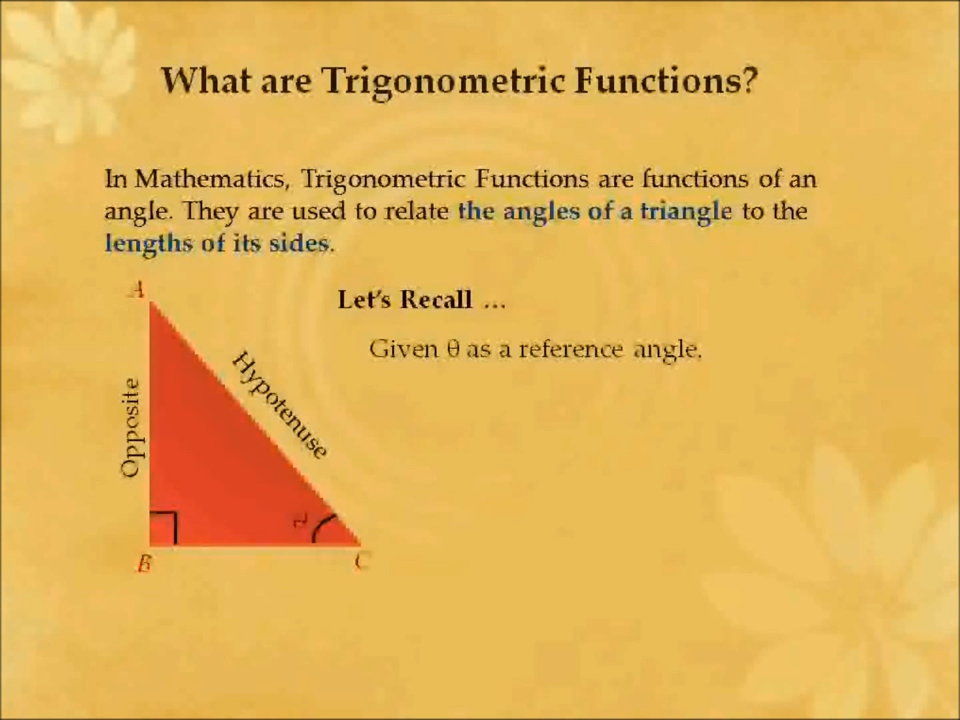 What are Trigonometric Functions?
In Mathematics, Trigonometric Functions are functions of an
angle. They are used to relate the angles of a triangle to the
lengths of its sides.
A
Let's Recall ...
Given θ as a reference angle,
Hypotenuse
Opposite
B
C